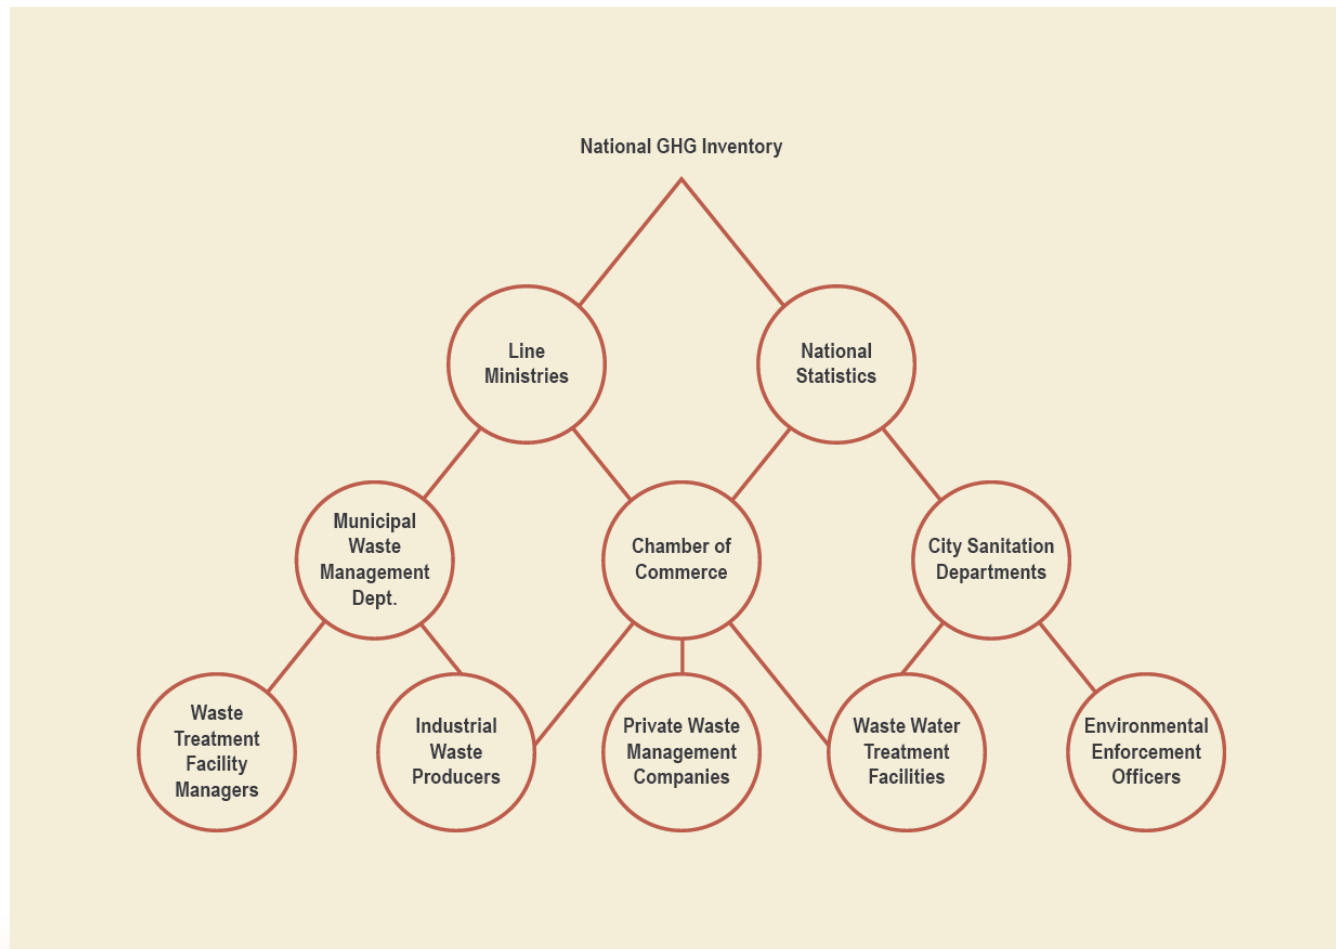 National GHG Inventory
Line
Ministries
National
Statistics
Municipal
Waste
Management
Dept.
Chamber of
Commerce
City Sanitation
Departments
Waste
Treatment
Facility
Managers
Industrial
Waste
Producers
Private Waste
Management
Companies
Waste Water
Treatment
Facilities
Environmental
Enforcement
Officers